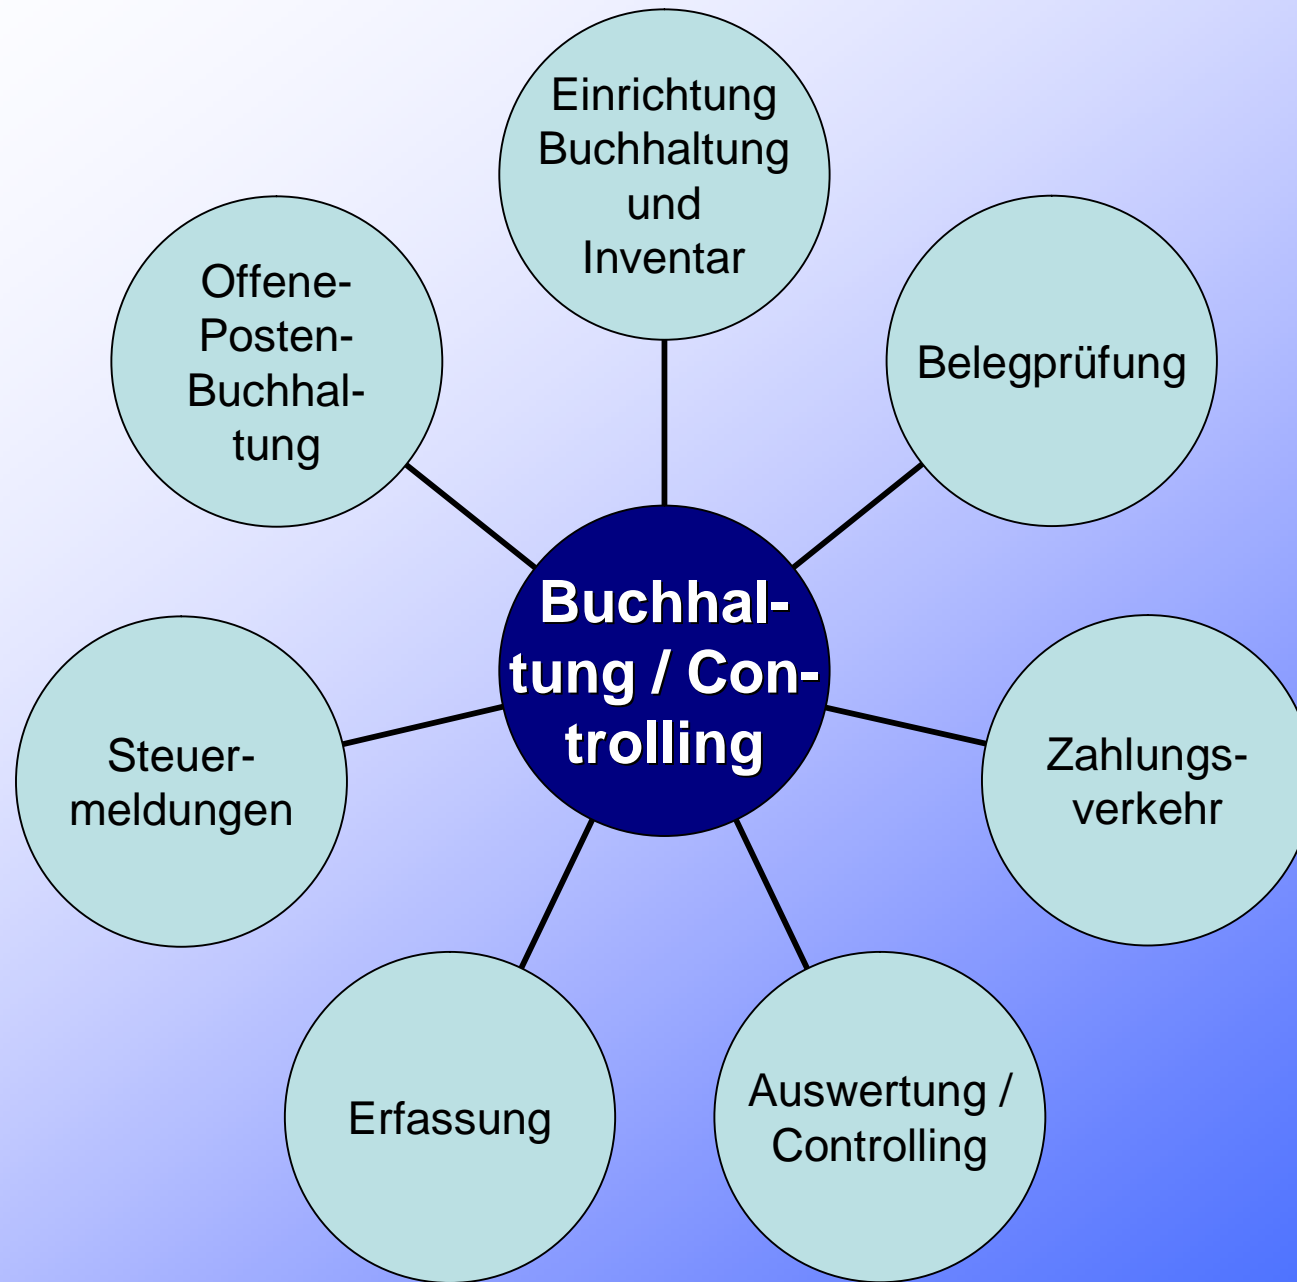 Einrichtung
Buchhaltung
und
Inventar
Offene-
Posten-
Buchhal-
tung
Belegprüfung
Buchhal-
tung / Con-
trolling
Steuer-
meldungen
Zahlungs-
verkehr
Erfassung
Auswertung /
Controlling